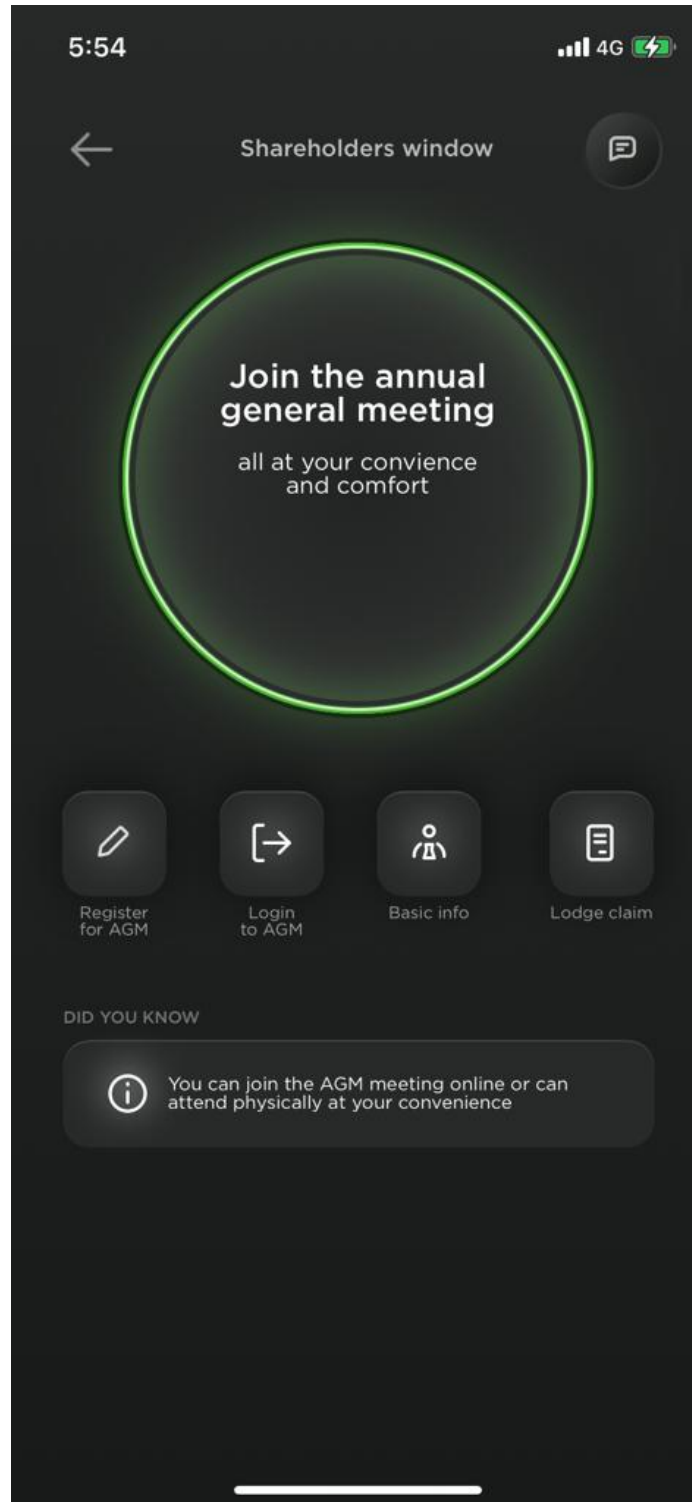 5:54
4G
Shareholders window
Join the annual
general meeting
all at your convience
and comfort
Register
for AGM
Login
to AGM
Basic info
Lodge claim
DID YOU KNOW
You can join the AGM meeting online or can
attend physically at your convenience